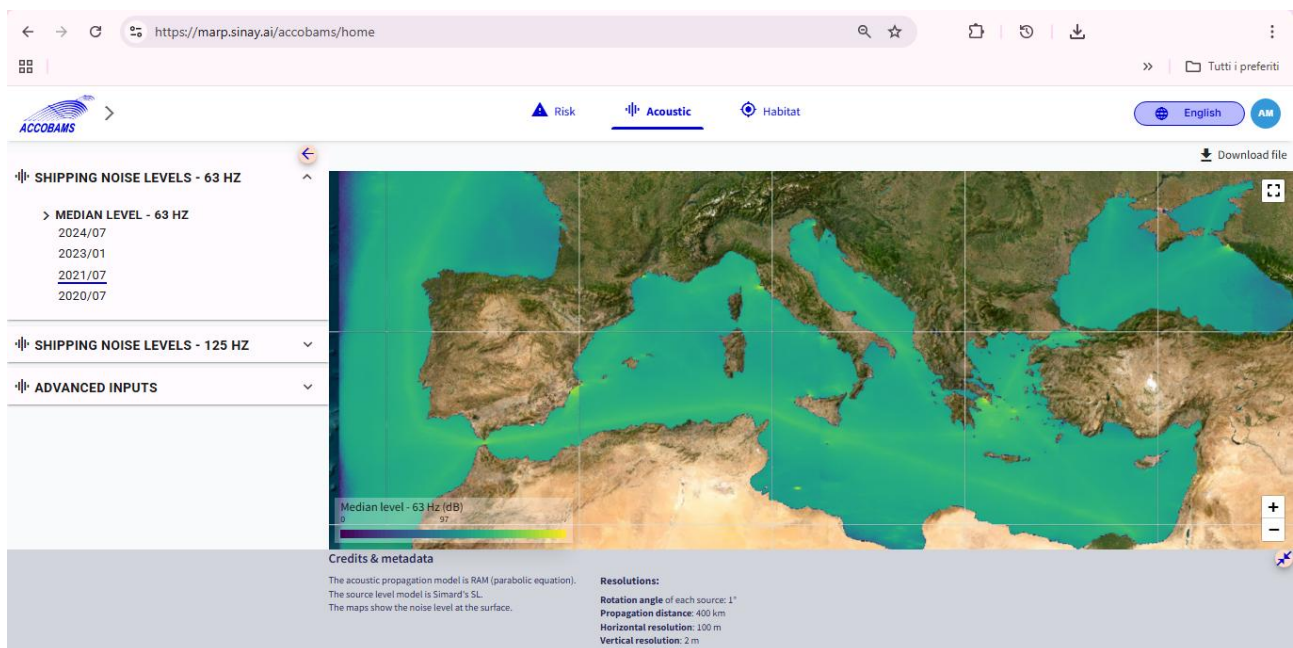 https://marp.sinay.ai/accobams/home
Tutti i preferiti
ACCOBAMS
Risk
Acoustic
Habitat
English
AM
Download file
SHIPPING NOISE LEVELS - 63 HZ
MEDIAN LEVEL - 63 HZ
2024/07
2023/01
2021/07
2020/07
SHIPPING NOISE LEVELS - 125 HZ
ADVANCED INPUTS
Median level - 63 Hz (dB)
0 97
+
−
Credits & metadata
The acoustic propagation model is RAM (parabolic equation).
The source level model is Simard's SL.
The maps show the noise level at the surface.
Resolutions:
Rotation angle of each source: 1°
Propagation distance: 400 km
Horizontal resolution: 100 m
Vertical resolution: 2 m